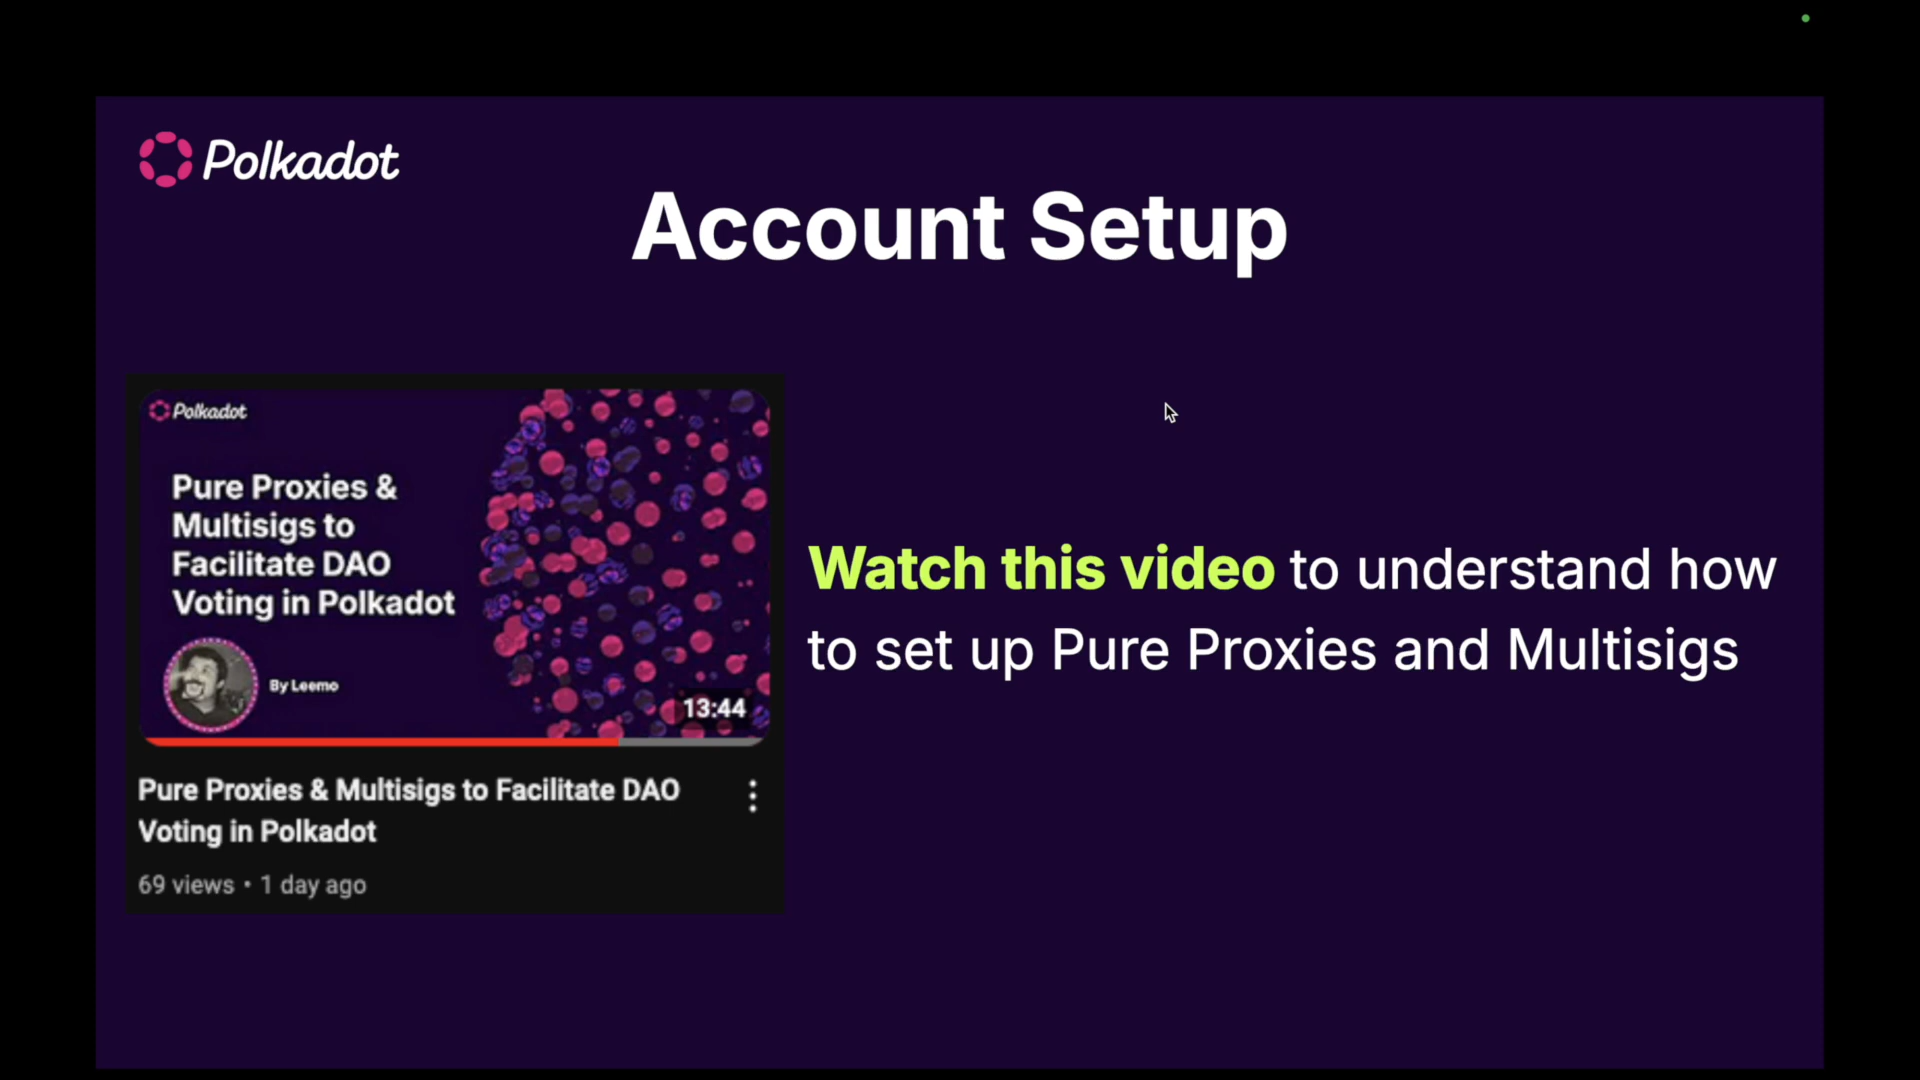 Polkadot
Account Setup
Polkadot
Pure Proxies &
Multisigs to
Facilitate DAO
Voting in Polkadot
By Leemo
13:44
Pure Proxies & Multisigs to Facilitate DAO
Voting in Polkadot
69 views • 1 day ago
Watch this video to understand how
to set up Pure Proxies and Multisigs